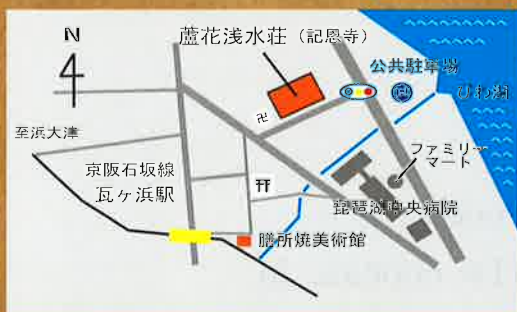 N
蘆花浅水荘（記恩寺）
公共駐車場
びわ湖
至浜大津
京阪石坂線
瓦ヶ浜駅
ファミリー
マート
琵琶湖中央病院
膳所焼美術館